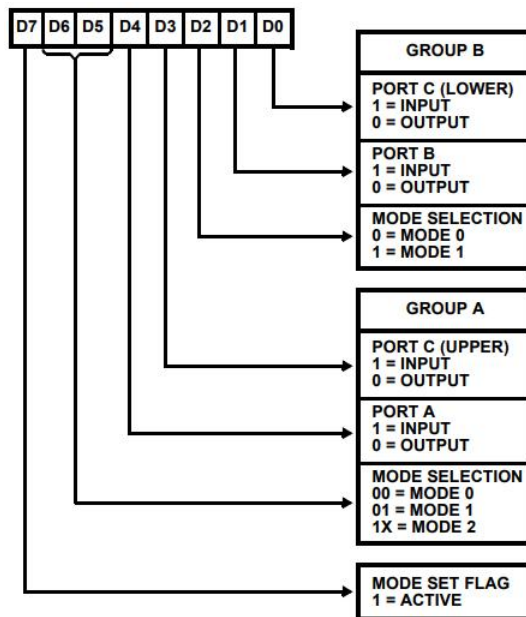 D7 D6 D5 D4 D3 D2 D1 D0
GROUP B
PORT C (LOWER)
1 = INPUT
0 = OUTPUT
PORT B
1 = INPUT
0 = OUTPUT
MODE SELECTION
0 = MODE 0
1 = MODE 1
GROUP A
PORT C (UPPER)
1 = INPUT
0 = OUTPUT
PORT A
1 = INPUT
0 = OUTPUT
MODE SELECTION
00 = MODE 0
01 = MODE 1
1X = MODE 2
MODE SET FLAG
1 = ACTIVE